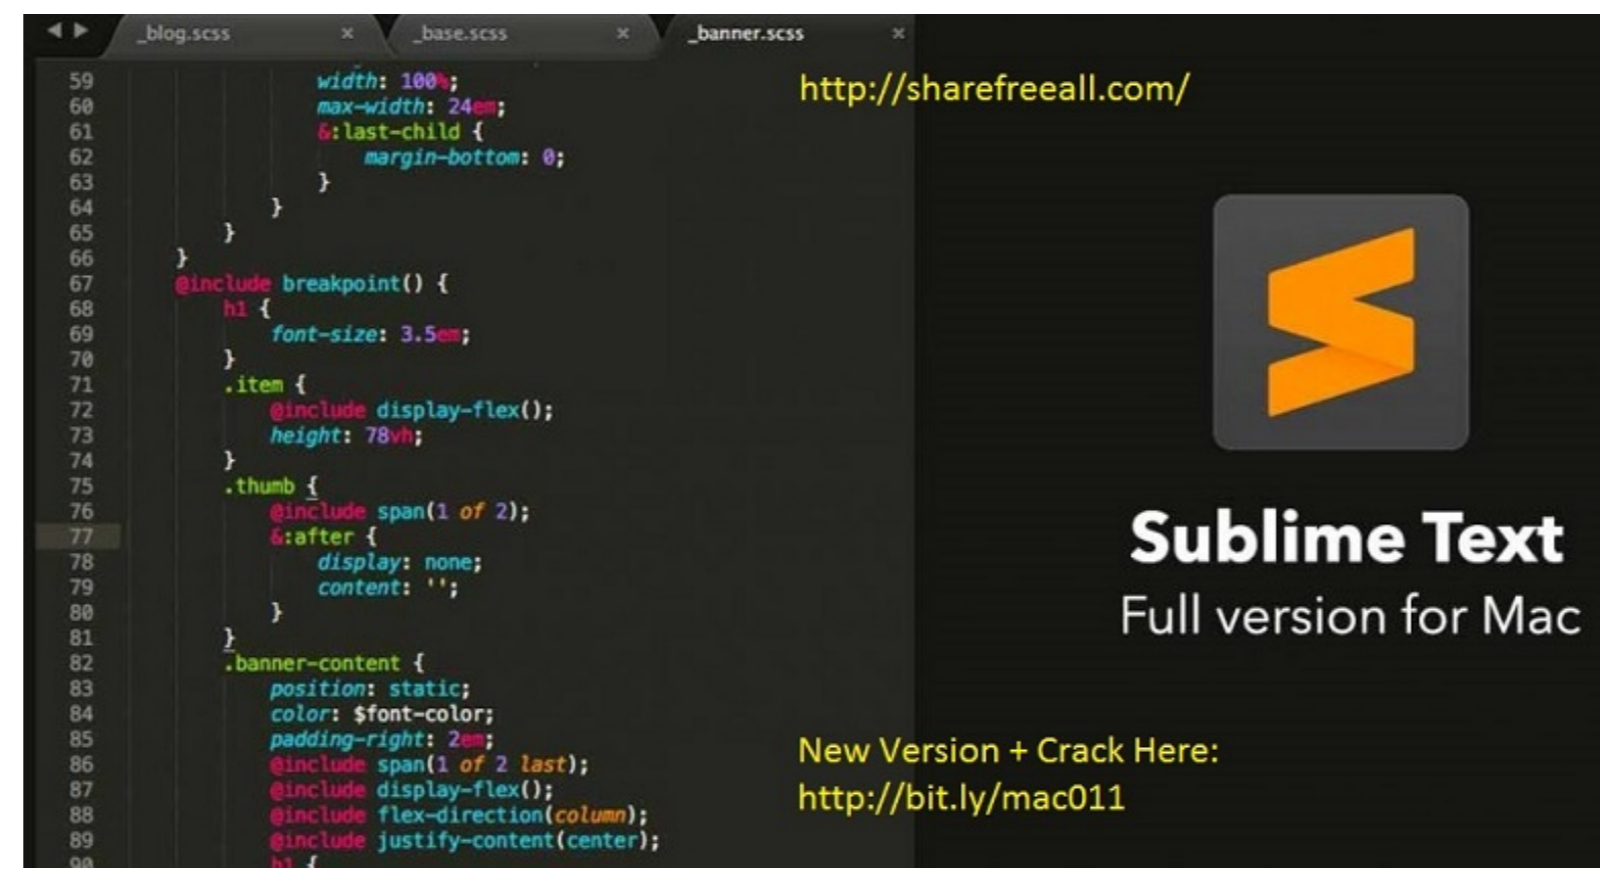 _blog.scss × _base.scss × _banner.scss ×
59 width: 100%;
60 max-width: 24em;
61 &:last-child {
62 margin-bottom: 0;
63 }
64 }
65 }
66 }
67 @include breakpoint() {
68 h1 {
69 font-size: 3.5em;
70 }
71 .item {
72 @include display-flex();
73 height: 78vh;
74 }
75 .thumb {
76 @include span(1 of 2);
77 &:after {
78 display: none;
79 content: '';
80 }
81 }
82 .banner-content {
83 position: static;
84 color: $font-color;
85 padding-right: 2em;
86 @include span(1 of 2 last);
87 @include display-flex();
88 @include flex-direction(column);
89 @include justify-content(center);
90 h1 {
http://sharefreeall.com/
Sublime Text
Full version for Mac
New Version + Crack Here:
http://bit.ly/mac011